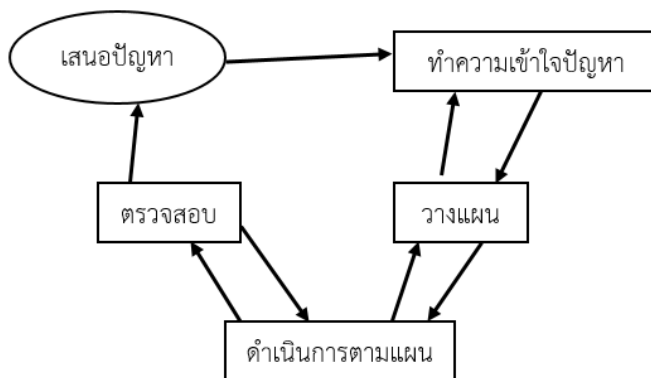 เสนอปัญหา
ทำความเข้าใจปัญหา
ตรวจสอบ
วางแผน
ดำเนินการตามแผน